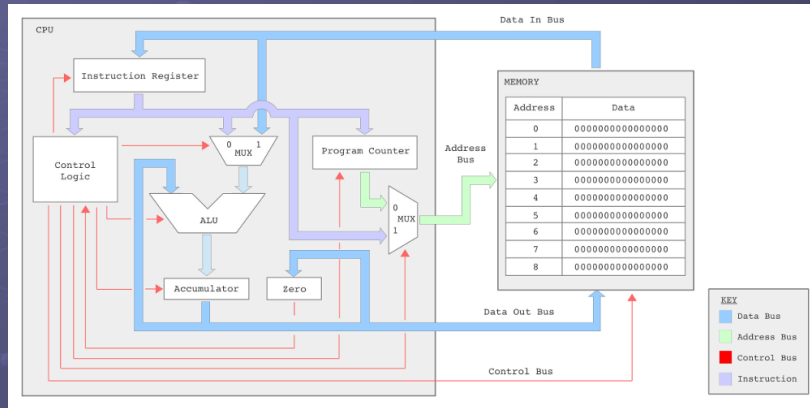 Data In Bus
CPU
Instruction Register
MEMORY
Address Data
0 0000000000000000
1 0000000000000000
2 0000000000000000
3 0000000000000000
4 0000000000000000
5 0000000000000000
6 0000000000000000
7 0000000000000000
8 0000000000000000
Control
Logic
0 1
MUX
Program Counter
Address
Bus
0
MUX
1
ALU
Accumulator
Zero
Data Out Bus
Control Bus
KEY
Data Bus
Address Bus
Control Bus
Instruction